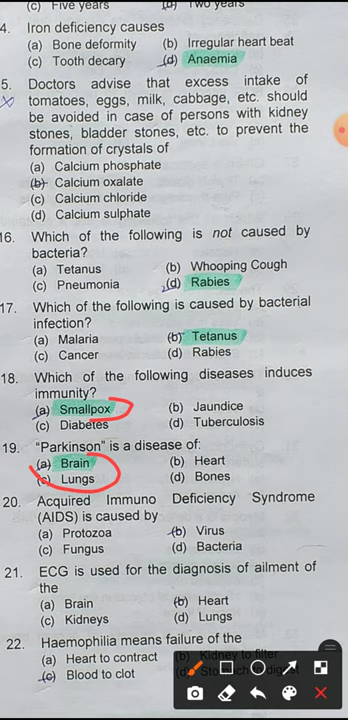 (c) Five years (d) Two years
4. Iron deficiency causes
(a) Bone deformity (b) Irregular heart beat
(c) Tooth decary (d) Anaemia
5. Doctors advise that excess intake of
tomatoes, eggs, milk, cabbage, etc. should
be avoided in case of persons with kidney
stones, bladder stones, etc. to prevent the
formation of crystals of
(a) Calcium phosphate
(b) Calcium oxalate
(c) Calcium chloride
(d) Calcium sulphate
16. Which of the following is not caused by
bacteria?
(a) Tetanus (b) Whooping Cough
(c) Pneumonia (d) Rabies
17. Which of the following is caused by bacterial
infection?
(a) Malaria (b) Tetanus
(c) Cancer (d) Rabies
18. Which of the following diseases induces
immunity?
(a) Smallpox (b) Jaundice
(c) Diabetes (d) Tuberculosis
19. “Parkinson” is a disease of:
(a) Brain (b) Heart
(c) Lungs (d) Bones
20. Acquired Immuno Deficiency Syndrome
(AIDS) is caused by
(a) Protozoa (b) Virus
(c) Fungus (d) Bacteria
21. ECG is used for the diagnosis of ailment of
the
(a) Brain (b) Heart
(c) Kidneys (d) Lungs
22. Haemophilia means failure of the
(a) Heart to contract (b) Kidney to filter
(c) Blood to clot (d)